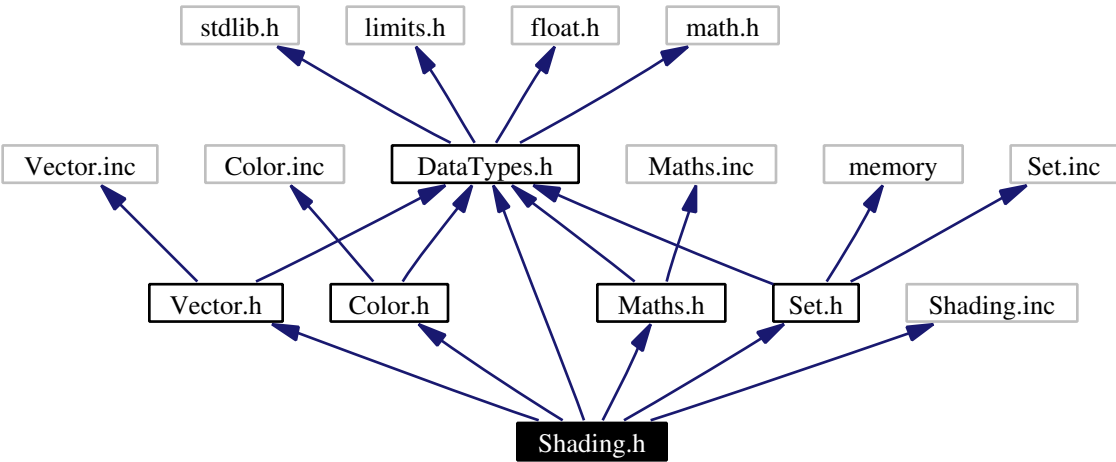 stdlib.h
limits.h
float.h
math.h
Vector.inc
Color.inc
DataTypes.h
Maths.inc
memory
Set.inc
Vector.h
Color.h
Maths.h
Set.h
Shading.inc
Shading.h